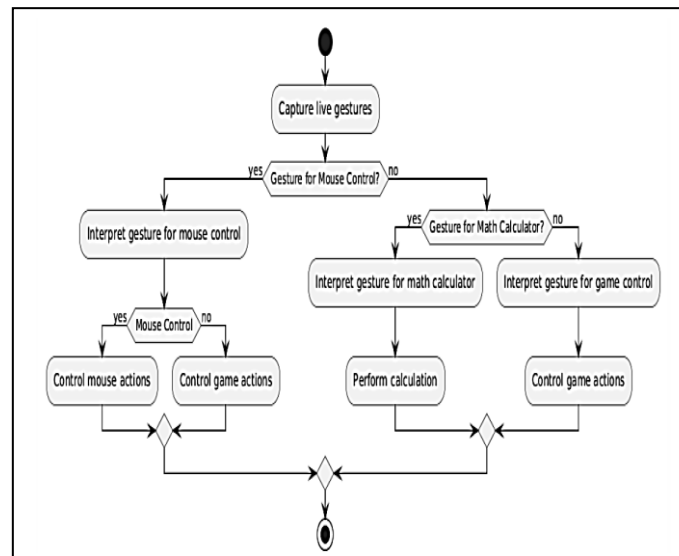 Capture live gestures
yes
Gesture for Mouse Control?
no
Interpret gesture for mouse control
yes
Gesture for Math Calculator?
no
Interpret gesture for math calculator
Interpret gesture for game control
yes
Mouse Control
no
Control mouse actions
Control game actions
Perform calculation
Control game actions